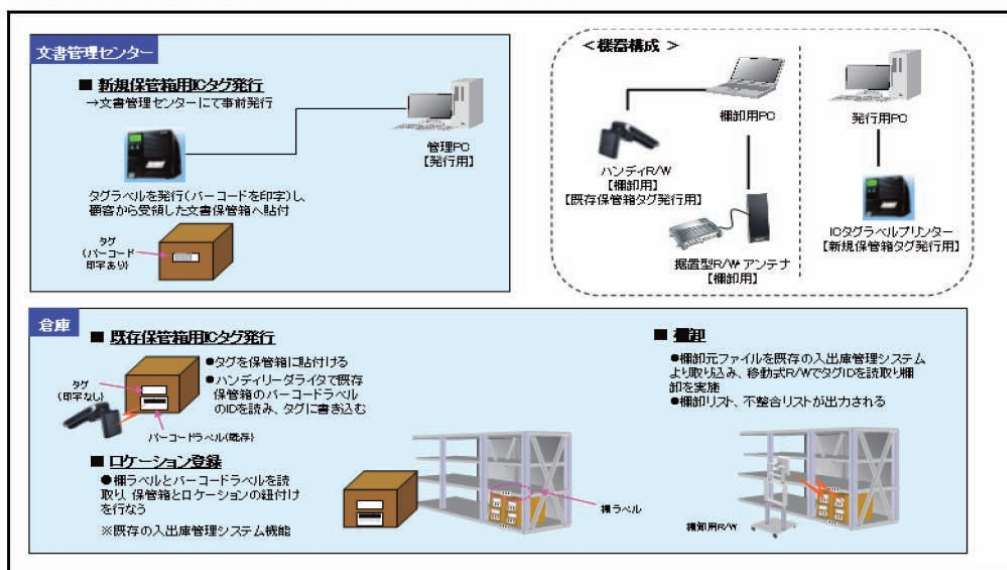 文書管理センター
■ 新規保管箱用ICタグ発行
→文書管理センターにて事前発行
管理PC
【発行用】
タグラベルを発行(バーコードを印字)し、
顧客から受領した文書保管箱へ貼付
タグ
(バーコード
印字あり)
＜機器構成 ＞
棚卸用PC
発行用PC
ハンディR/W
【棚卸用】
【既存保管箱タグ発行用】
据置型R/W・アンテナ
【棚卸用】
ICタグラベルプリンター
【新規保管箱タグ発行用】
倉庫
■ 既存保管箱用ICタグ発行
●タグを保管箱に貼付ける
●ハンディリーダライタで既存
保管箱のバーコードラベル
のIDを読み、タグに書き込む
タグ
(印字なし)
バーコードラベル(既存)
■ ロケーション登録
●棚ラベルとバーコードラベルを読
取り、保管箱とロケーションの紐付け
を行なう
※既存の入出庫管理システム機能
棚ラベル
■ 棚卸
●棚卸元ファイルを既存の入出庫管理システム
より取り込み、移動式R/WでタグIDを読取り棚
卸を実施
●棚卸リスト、不整合リストが出力される
棚卸用R/W